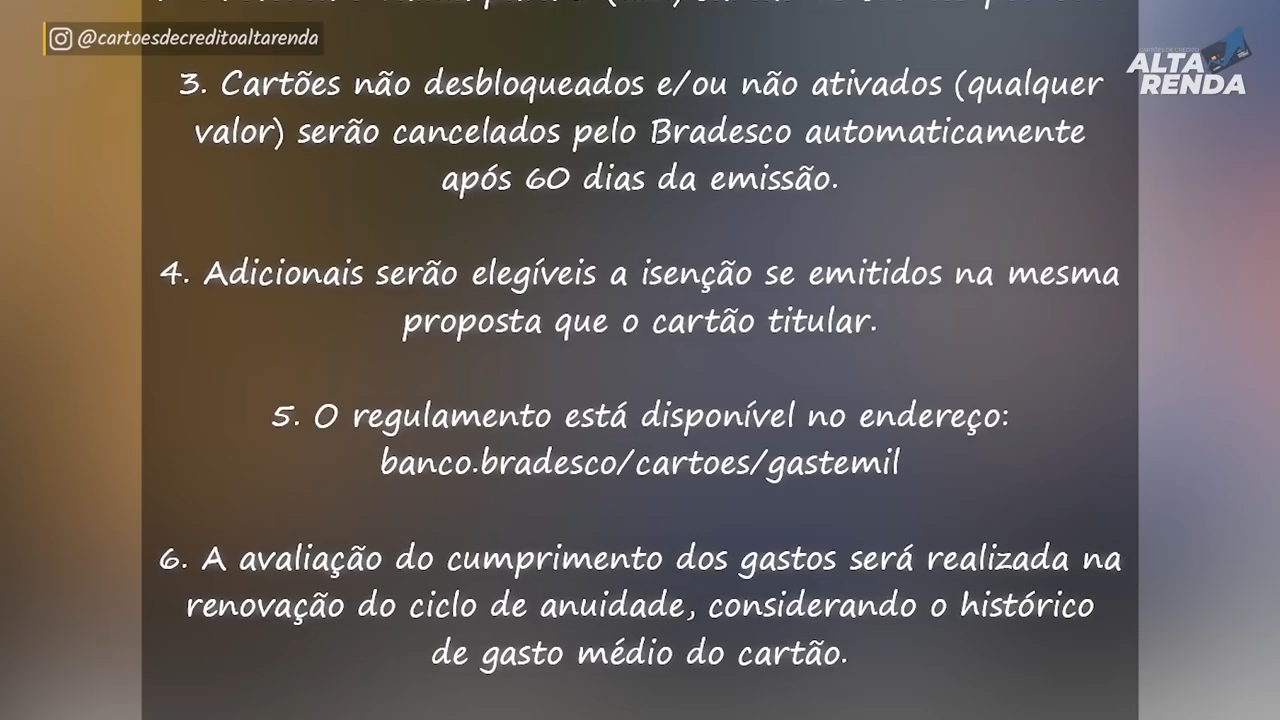 @cartoesdecreditoaltarenda
CARTÕES DE CRÉDITO
ALTA
RENDA
3. Cartões não desbloqueados e/ou não ativados (qualquer
valor) serão cancelados pelo Bradesco automaticamente
após 60 dias da emissão.
4. Adicionais serão elegíveis a isenção se emitidos na mesma
proposta que o cartão titular.
5. O regulamento está disponível no endereço:
banco.bradesco/cartoes/gastemil
6. A avaliação do cumprimento dos gastos será realizada na
renovação do ciclo de anuidade, considerando o histórico
de gasto médio do cartão.